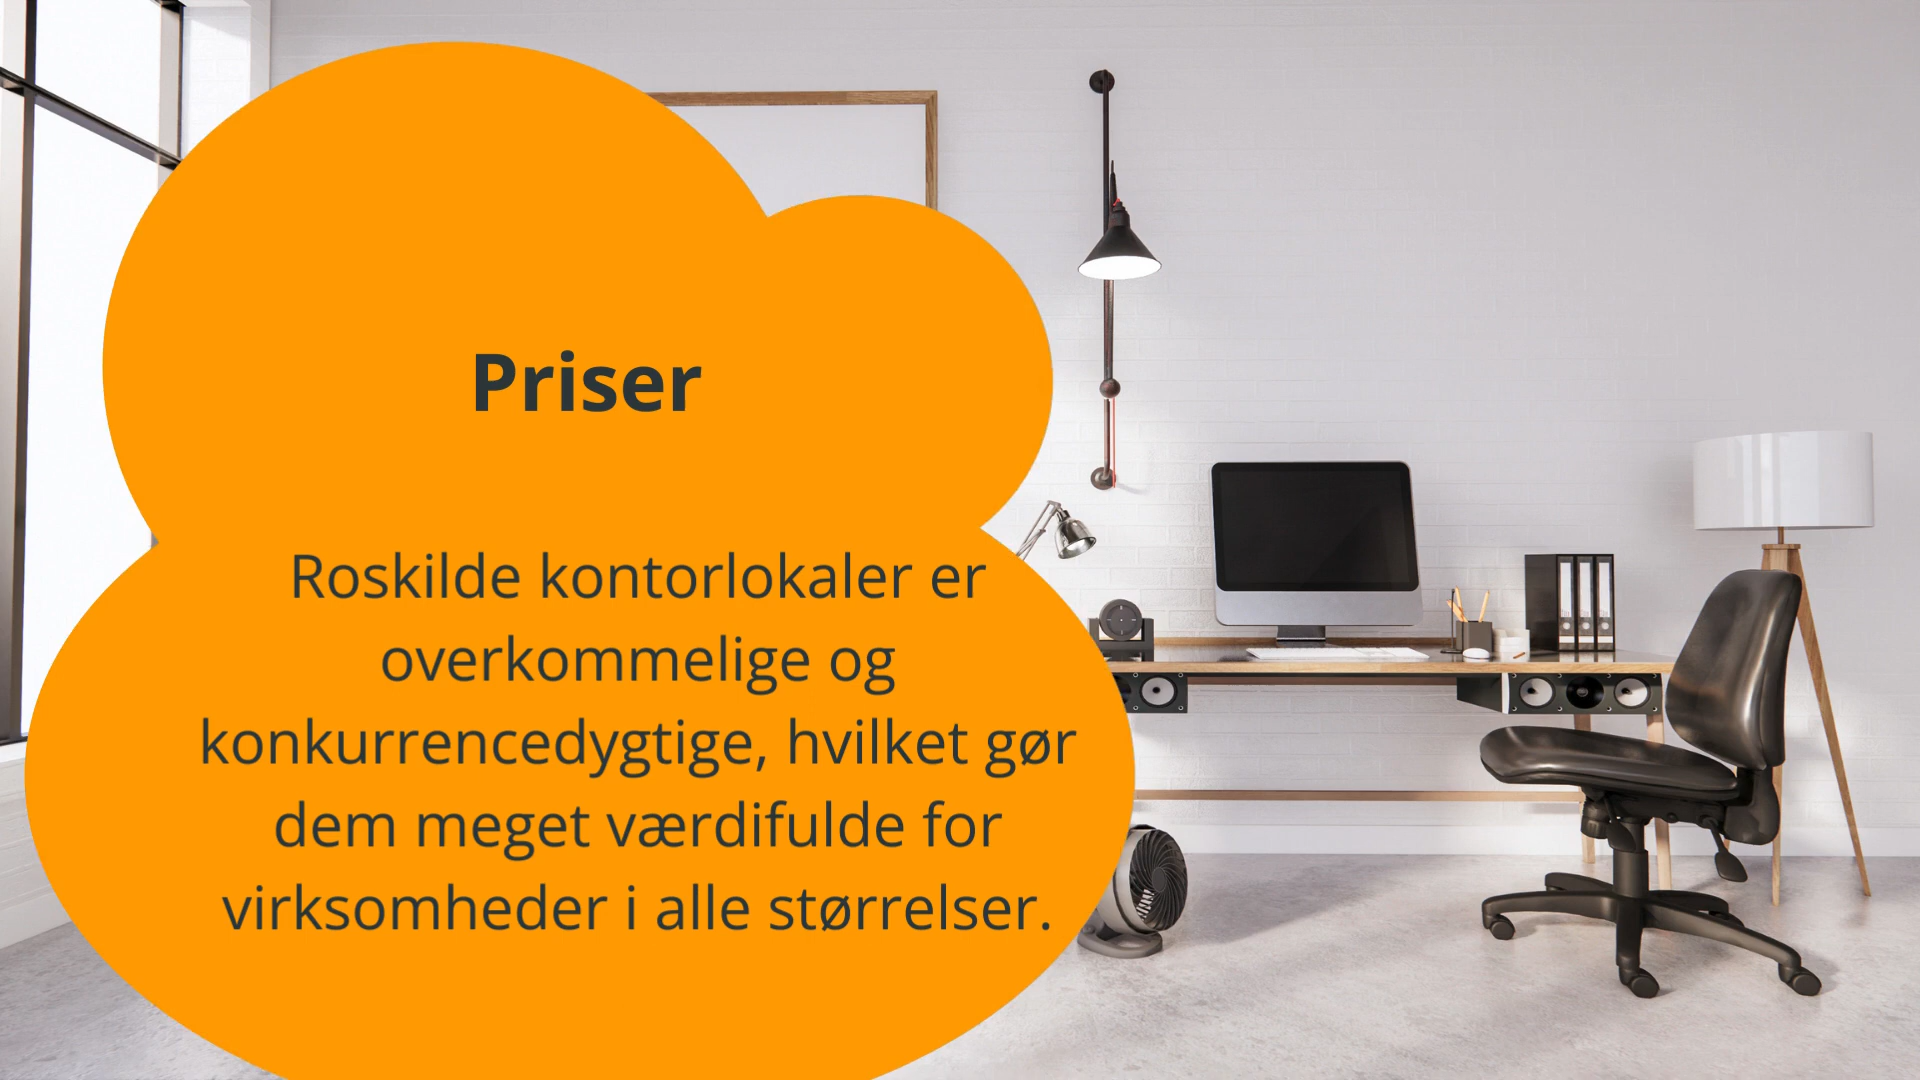 Priser
Roskilde kontorlokaler er
overkommelige og
konkurrencedygtige, hvilket gør
dem meget værdifulde for
virksomheder i alle størrelser.